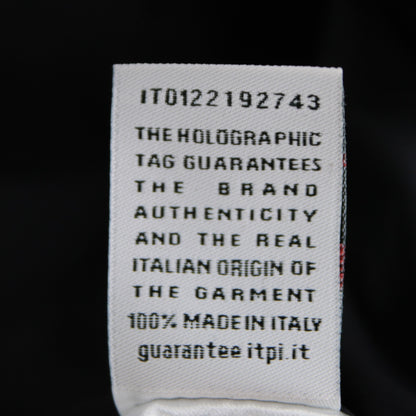 IT0122192743
THE HOLOGRAPHIC
TAG GUARANTEES
THE BRAND
AUTHENTICITY
AND THE REAL
ITALIAN ORIGIN OF
THE GARMENT
100% MADE IN ITALY
guarantee itpi.it